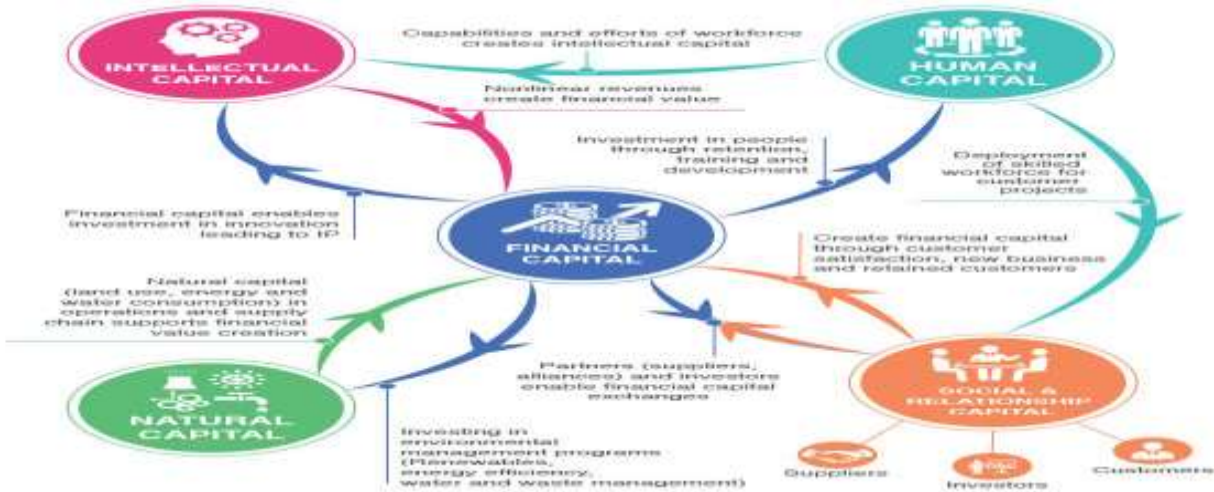 INTELLECTUAL
CAPITAL
Capabilities and efforts of workforce
creates intellectual capital
HUMAN
CAPITAL
Nonlinear revenues
create financial value
Investment in people
through retention,
training and
development
Deployment
of skilled
workforce for
customer
projects
Financial capital enables
investment in innovation
leading to IP
FINANCIAL
CAPITAL
Create financial capital
through customer
satisfaction, new business
and retained customers
Natural capital
(land use, energy and
water consumption) in
operations and supply
chain supports financial
value creation
Partners (suppliers,
alliances) and investors
enable financial capital
exchanges
NATURAL
CAPITAL
SOCIAL &
RELATIONSHIP
CAPITAL
Investing in
environmental
management programs
(Renewables,
energy efficiency,
water and waste management)
Suppliers
Investors
Customers